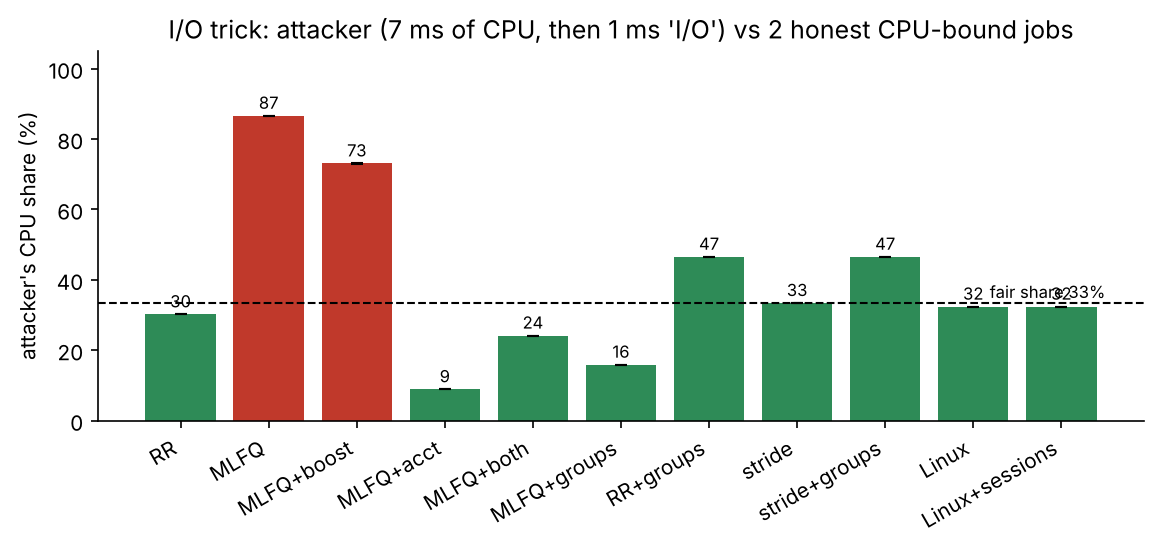 I/O trick: attacker (7 ms of CPU, then 1 ms 'I/O') vs 2 honest CPU-bound jobs
attacker's CPU share (%)
100
80
60
40
20
0
30
87
73
9
24
16
47
33
47
32
32
fair share 33%
RR
MLFQ
MLFQ+boost
MLFQ+acct
MLFQ+both
MLFQ+groups
RR+groups
stride
stride+groups
Linux
Linux+sessions